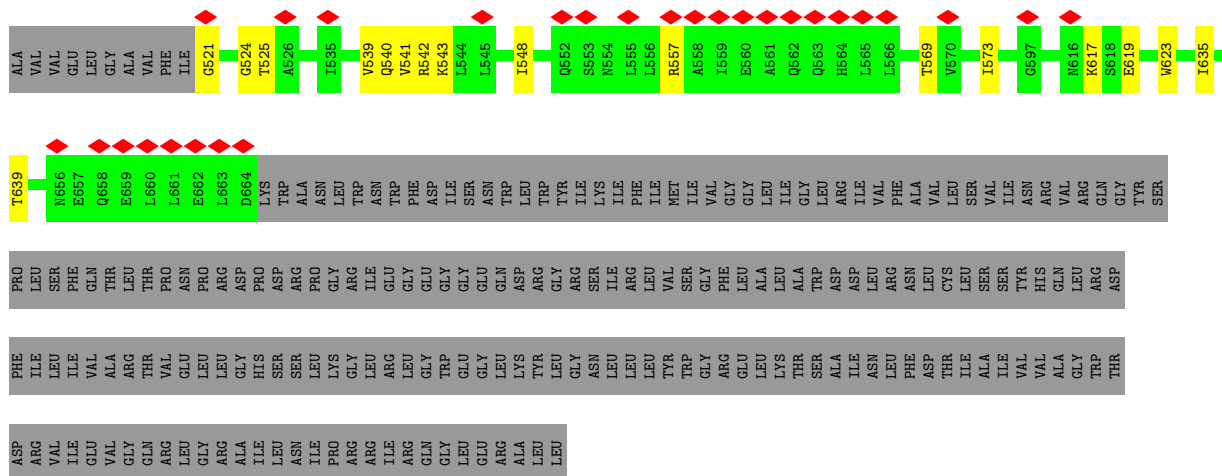 ALA VAL VAL GLU LEU GLY ALA VAL PHE ILE G521 G524 T525 A526 I535 V539 Q540 V541 R542 K543 L544 L545 I548 Q552 S553 N554 L555 L556 R557 A558 I559 E560 A561 Q562 Q563 H564 L565 L566 T569 V570 I573 G597 N616 K617 S618 E619 W623 I635
T639 N656 E657 Q658 E659 L660 L661 E662 L663 D664 LYS TRP ALA ASN LEU TRP ASN TRP PHE ASP ILE SER ASN TRP LEU TRP TYR ILE LYS ILE PHE ILE MET ILE VAL GLY GLY LEU ILE GLY LEU ARG ILE VAL PHE ALA VAL LEU SER VAL ILE ASN ARG VAL ARG GLN GLY TYR SER
PRO LEU SER PHE GLN THR LEU THR PRO ASN PRO ARG ASP PRO ASP ARG PRO GLY ARG ILE GLU GLY GLU GLY GLY GLU GLN ASP ARG GLY ARG SER ILE ARG LEU VAL SER GLY PHE LEU ALA LEU ALA TRP ASP ASP LEU ARG ASN LEU CYS LEU SER SER TYR HIS GLN LEU ARG ASP
PHE ILE LEU ILE VAL ALA ARG THR VAL GLU LEU LEU GLY HIS SER SER LEU LYS GLY LEU ARG LEU GLY TRP GLU GLY LEU LYS TYR LEU GLY ASN LEU LEU LEU TYR TRP GLY ARG GLU LEU LYS THR SER ALA ILE ASN LEU PHE ASP THR ILE ALA ILE VAL VAL ALA GLY TRP THR
ASP ARG VAL ILE GLU VAL GLY GLN ARG LEU GLY ARG ALA ILE LEU ASN ILE PRO ARG ARG ILE ARG GLN GLY LEU GLU ARG ALA LEU LEU